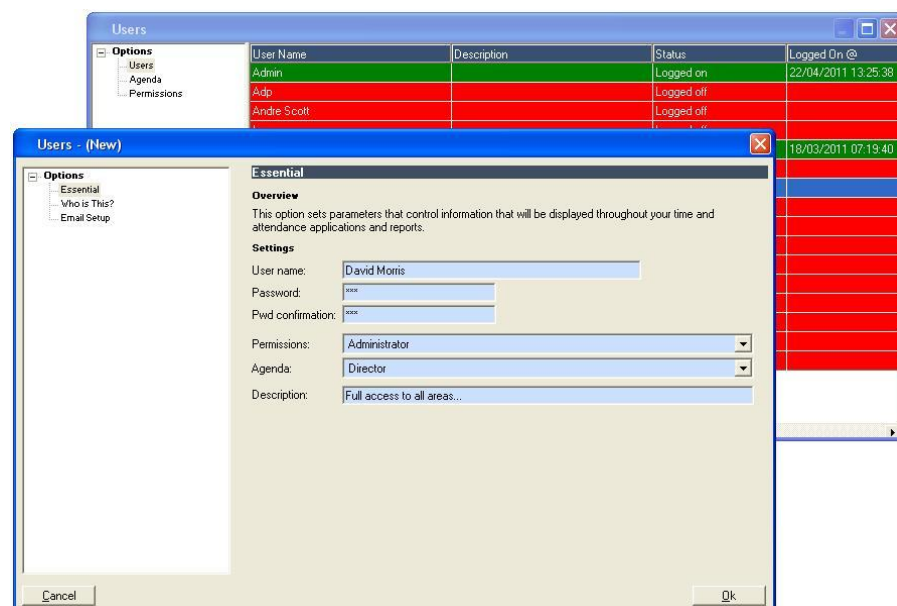 Users
Options
Users
Agenda
Permissions
User Name Description Status Logged On @
Admin Logged on 22/04/2011 13:25:38
Adp Logged off
Andre Scott Logged off
18/03/2011 07:19:40
Users - (New)
Options
Essential
Who is This?
Email Setup
Essential
Overview
This option sets parameters that control information that will be displayed throughout your time and
attendance applications and reports.
Settings
User name: David Morris
Password: ***
Pwd confirmation: ***
Permissions: Administrator
Agenda: Director
Description: Full access to all areas...
Cancel
Ok